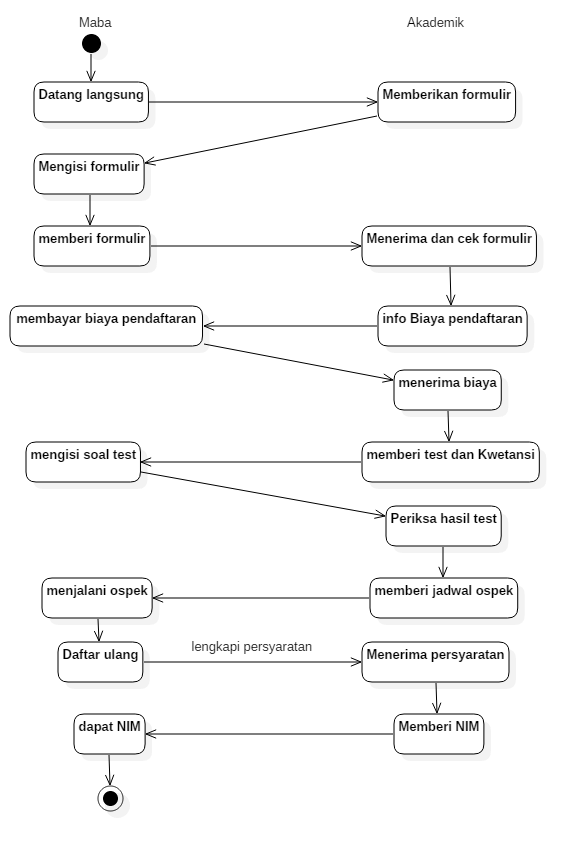 Maba
Akademik
Datang langsung
Memberikan formulir
Mengisi formulir
memberi formulir
Menerima dan cek formulir
membayar biaya pendaftaran
info Biaya pendaftaran
menerima biaya
mengisi soal test
memberi test dan Kwetansi
Periksa hasil test
menjalani ospek
memberi jadwal ospek
Daftar ulang
lengkapi persyaratan
Menerima persyaratan
dapat NIM
Memberi NIM